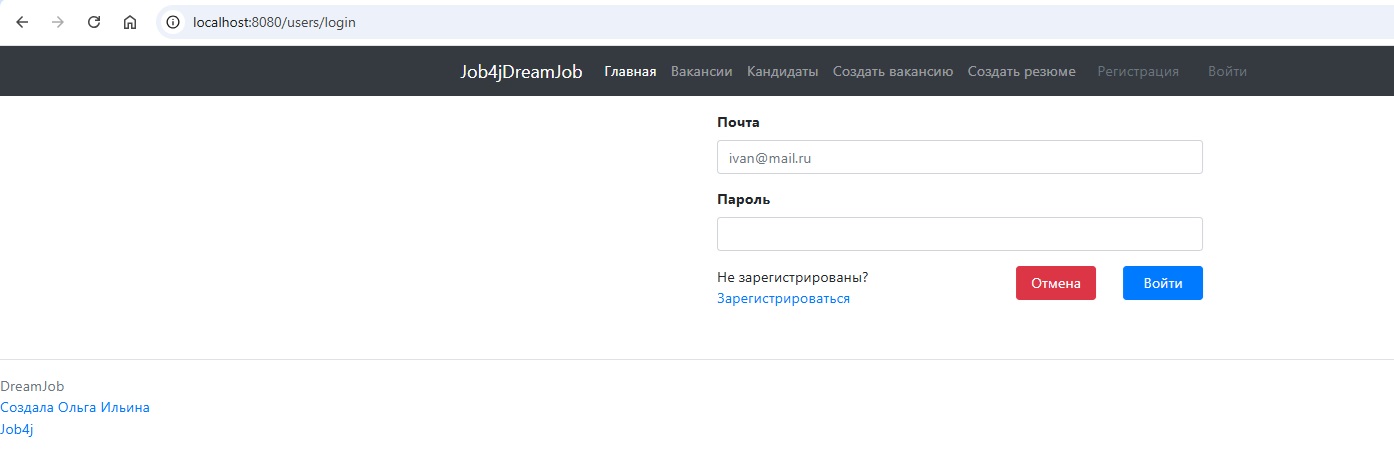 localhost:8080/users/login
Job4jDreamJob Главная Вакансии Кандидаты Создать вакансию Создать резюме Регистрация Войти
Почта
ivan@mail.ru
Пароль
Не зарегистрированы? Отмена Войти
Зарегистрироваться
DreamJob
Создала Ольга Ильина
Job4j